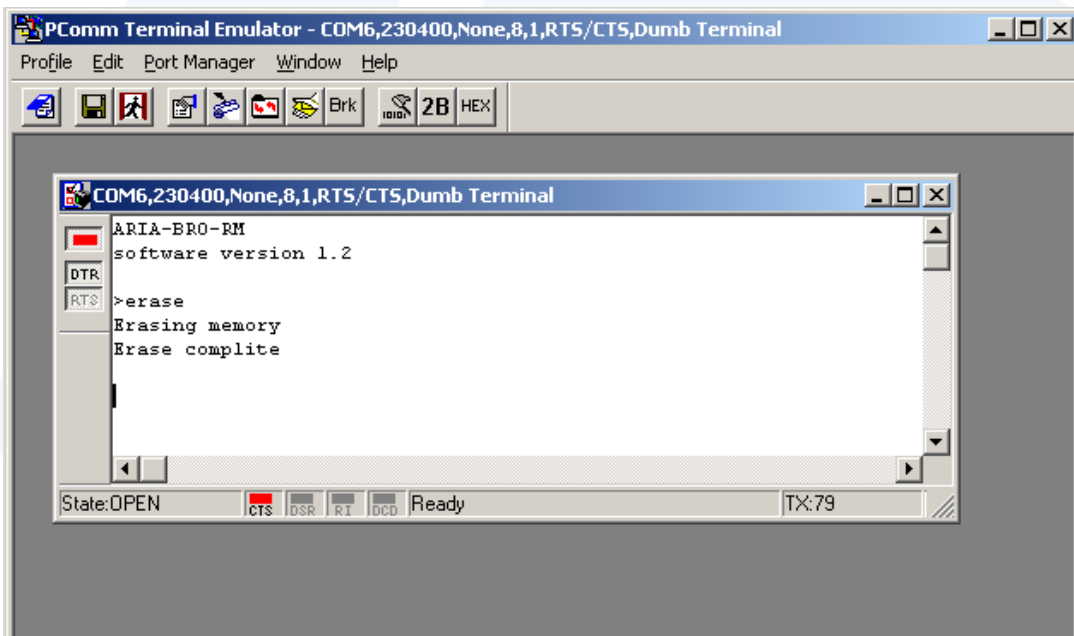 PComm Terminal Emulator - COM6,230400,None,8,1,RTS/CTS,Dumb Terminal
Profile Edit Port Manager Window Help
Brk 2B HEX
COM6,230400,None,8,1,RTS/CTS,Dumb Terminal
ARIA-BRO-RM
software version 1.2
DTR
RTS
>erase
Erasing memory
Erase complite
State:OPEN CTS DSR RI DCD Ready TX:79